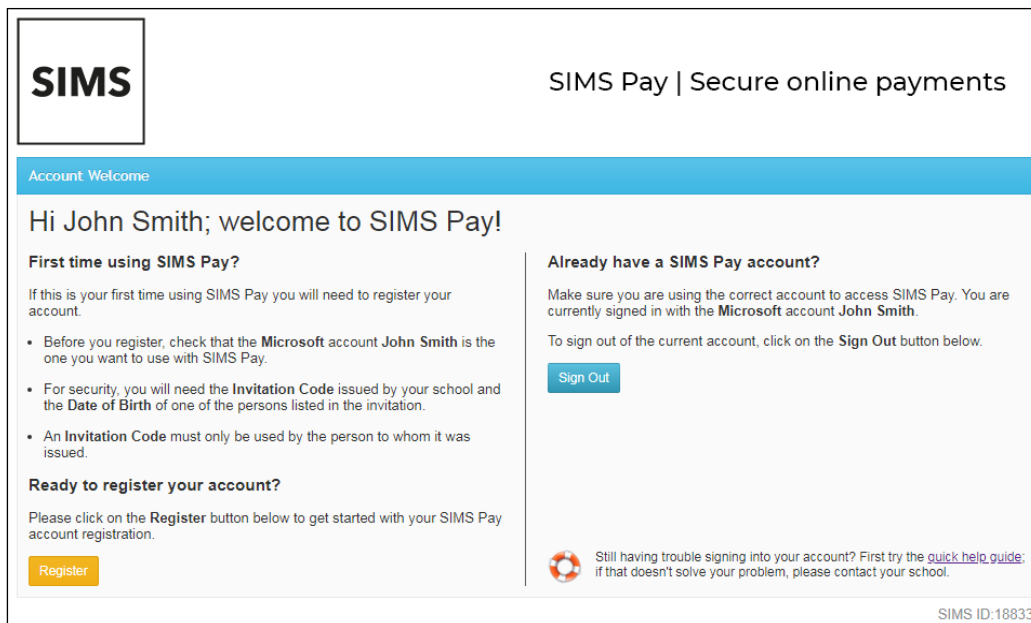 SIMS
SIMS Pay | Secure online payments
Account Welcome
Hi John Smith; welcome to SIMS Pay!
First time using SIMS Pay?
If this is your first time using SIMS Pay you will need to register your
account.
• Before you register, check that the Microsoft account John Smith is the
one you want to use with SIMS Pay.
• For security, you will need the Invitation Code issued by your school and
the Date of Birth of one of the persons listed in the invitation.
• An Invitation Code must only be used by the person to whom it was
issued.
Ready to register your account?
Please click on the Register button below to get started with your SIMS Pay
account registration.
Register
Already have a SIMS Pay account?
Make sure you are using the correct account to access SIMS Pay. You are
currently signed in with the Microsoft account John Smith.
To sign out of the current account, click on the Sign Out button below.
Sign Out
Still having trouble signing into your account? First try the quick help guide;
if that doesn't solve your problem, please contact your school.
SIMS ID:18833